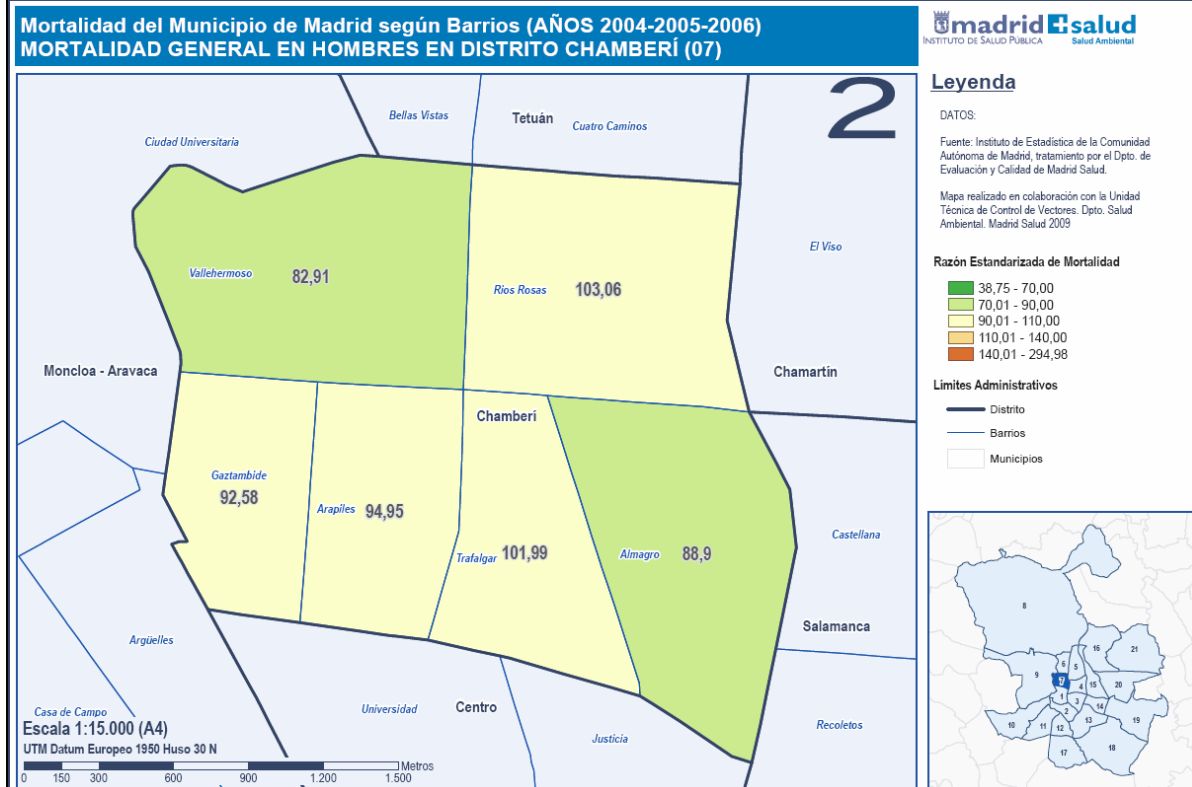 Mortalidad del Municipio de Madrid según Barrios (AÑOS 2004-2005-2006)
MORTALIDAD GENERAL EN HOMBRES EN DISTRITO CHAMBERÍ (07)
madrid salud
INSTITUTO DE SALUD PÚBLICA
Salud Ambiental
2
Bellas Vistas
Tetuán
Cuatro Caminos
Ciudad Universitaria
El Viso
Vallehermoso
82,91
Rios Rosas
103,06
Moncloa - Aravaca
Chamartín
Chamberí
Gaztambide
92,58
Arapiles
94,95
Trafalgar
101,99
Almagro
88,9
Castellana
Salamanca
Argüelles
Casa de Campo
Universidad
Centro
Justicia
Recoletos
Escala 1:15.000 (A4)
UTM Datum Europeo 1950 Huso 30 N
Metros
0 150 300 600 900 1.200 1.500
Leyenda
DATOS:
Fuente: Instituto de Estadística de la Comunidad
Autónoma de Madrid, tratamiento por el Dpto. de
Evaluación y Calidad de Madrid Salud.
Mapa realizado en colaboración con la Unidad
Técnica de Control de Vectores. Dpto. Salud
Ambiental. Madrid Salud 2009
Razón Estandarizada de Mortalidad
38,75 - 70,00
70,01 - 90,00
90,01 - 110,00
110,01 - 140,00
140,01 - 294,98
Límites Administrativos
Distrito
Barrios
Municipios
8
16
21
6
5
9
7
4
15
20
1
3
14
2
10
11
12
13
19
17
18